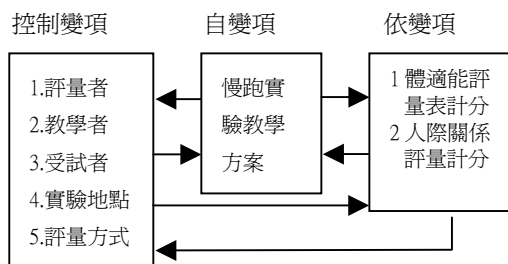 控制變項
自變項
依變項
1.評量者
2.教學者
3.受試者
4.實驗地點
5.評量方式
慢跑實
驗教學
方案
1 體適能評
量表計分
2 人際關係
評量計分